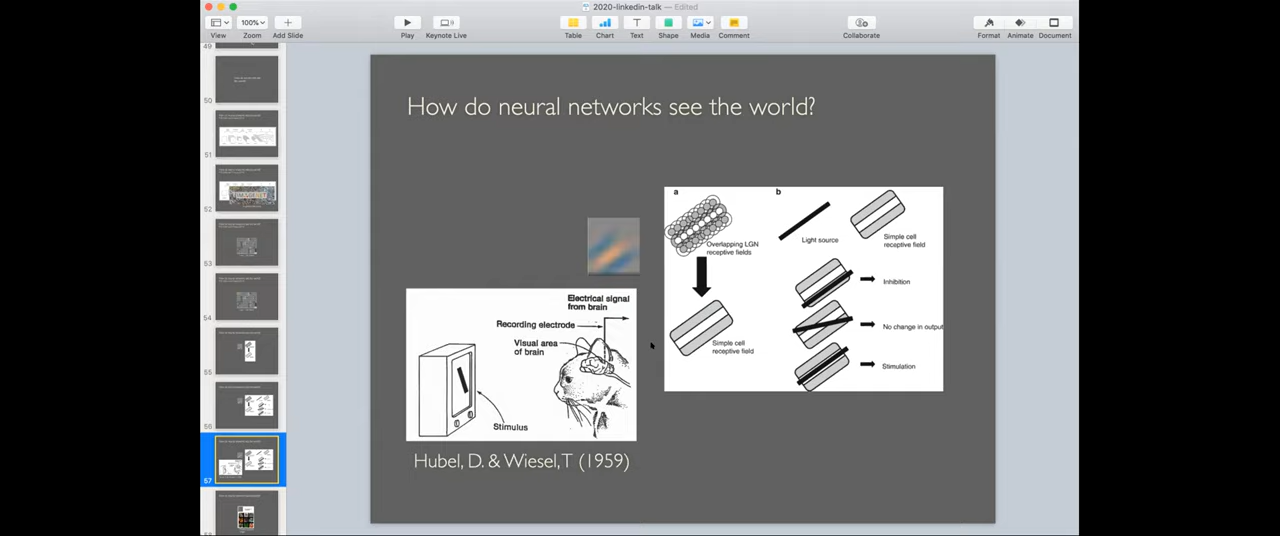 2020-linkedin-talk — Edited
100%
View
Zoom
Add Slide
Play
Keynote Live
Table
Chart
Text
Shape
Media
Comment
Collaborate
Format
Animate
Document
49
50
51
52
53
54
55
56
57
How do neural networks see the world?
a
b
Overlapping LGN
receptive fields
Simple cell
receptive field
Light source
Simple cell
receptive field
Inhibition
No change in output
Stimulation
Electrical signal
from brain
Recording electrode
Visual area
of brain
Stimulus
Hubel, D. & Wiesel, T (1959)